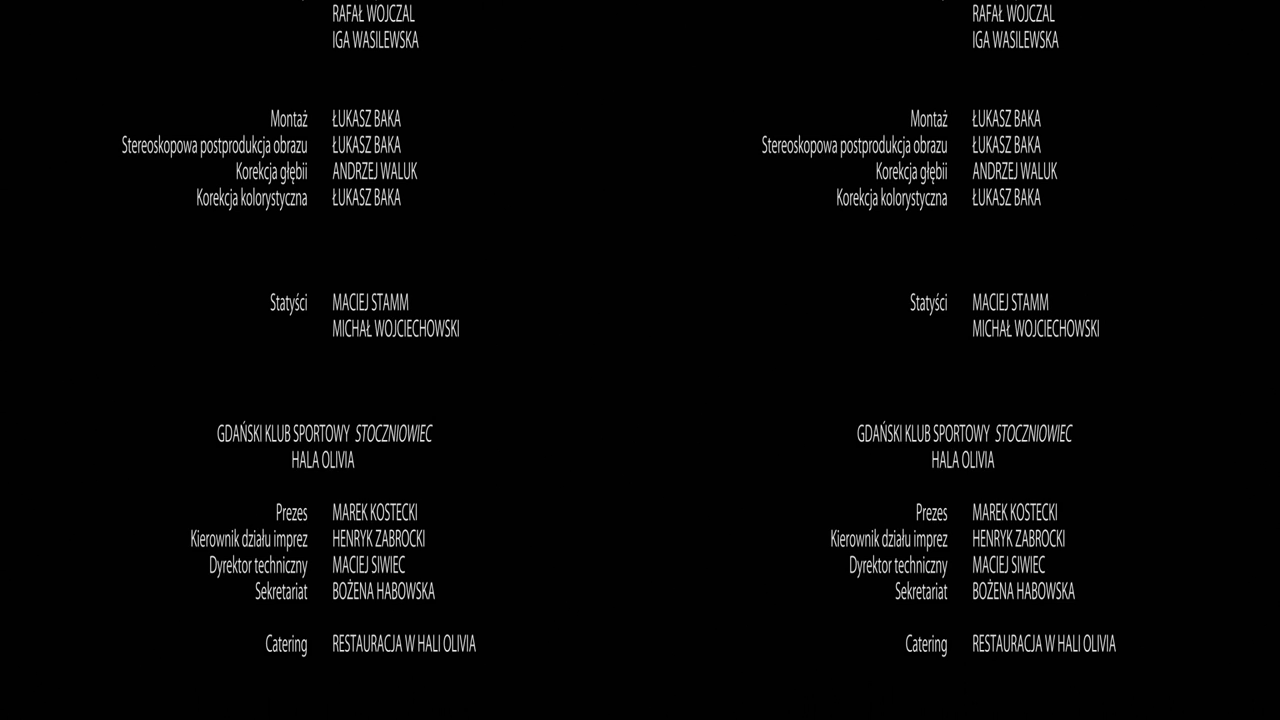 RAFAŁ WOJCZAL
IGA WASILEWSKA
Montaż ŁUKASZ BAKA
Stereoskopowa postprodukcja obrazu ŁUKASZ BAKA
Korekcja głębii ANDRZEJ WALUK
Korekcja kolorystyczna ŁUKASZ BAKA
Statyści MACIEJ STAMM
MICHAŁ WOJCIECHOWSKI
GDAŃSKI KLUB SPORTOWY STOCZNIOWIEC
HALA OLIVIA
Prezes MAREK KOSTECKI
Kierownik działu imprez HENRYK ZABROCKI
Dyrektor techniczny MACIEJ SIWIEC
Sekretariat BOŻENA HABOWSKA
Catering RESTAURACJA W HALI OLIVIA
RAFAŁ WOJCZAL
IGA WASILEWSKA
Montaż ŁUKASZ BAKA
Stereoskopowa postprodukcja obrazu ŁUKASZ BAKA
Korekcja głębii ANDRZEJ WALUK
Korekcja kolorystyczna ŁUKASZ BAKA
Statyści MACIEJ STAMM
MICHAŁ WOJCIECHOWSKI
GDAŃSKI KLUB SPORTOWY STOCZNIOWIEC
HALA OLIVIA
Prezes MAREK KOSTECKI
Kierownik działu imprez HENRYK ZABROCKI
Dyrektor techniczny MACIEJ SIWIEC
Sekretariat BOŻENA HABOWSKA
Catering RESTAURACJA W HALI OLIVIA